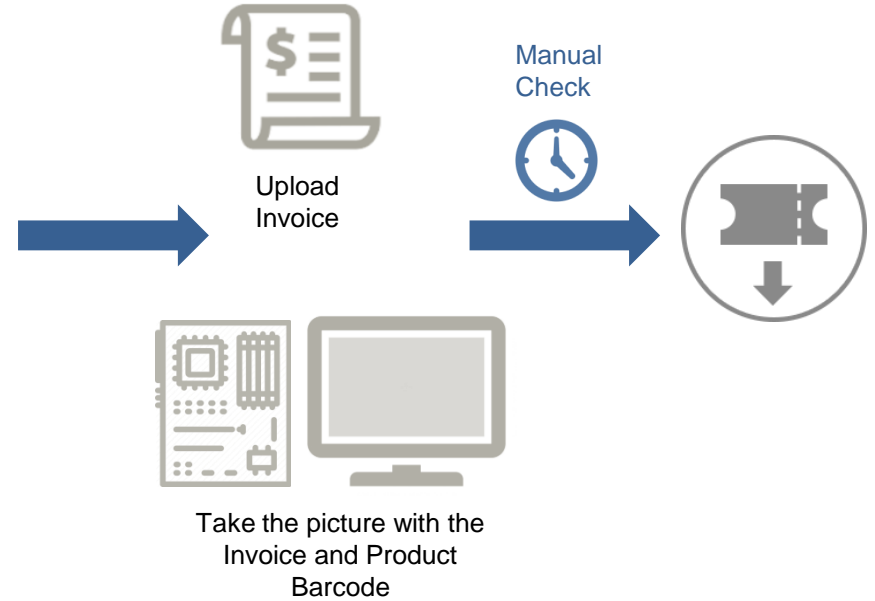 Manual
Check
$
Upload
Invoice
Take the picture with the
Invoice and Product
Barcode